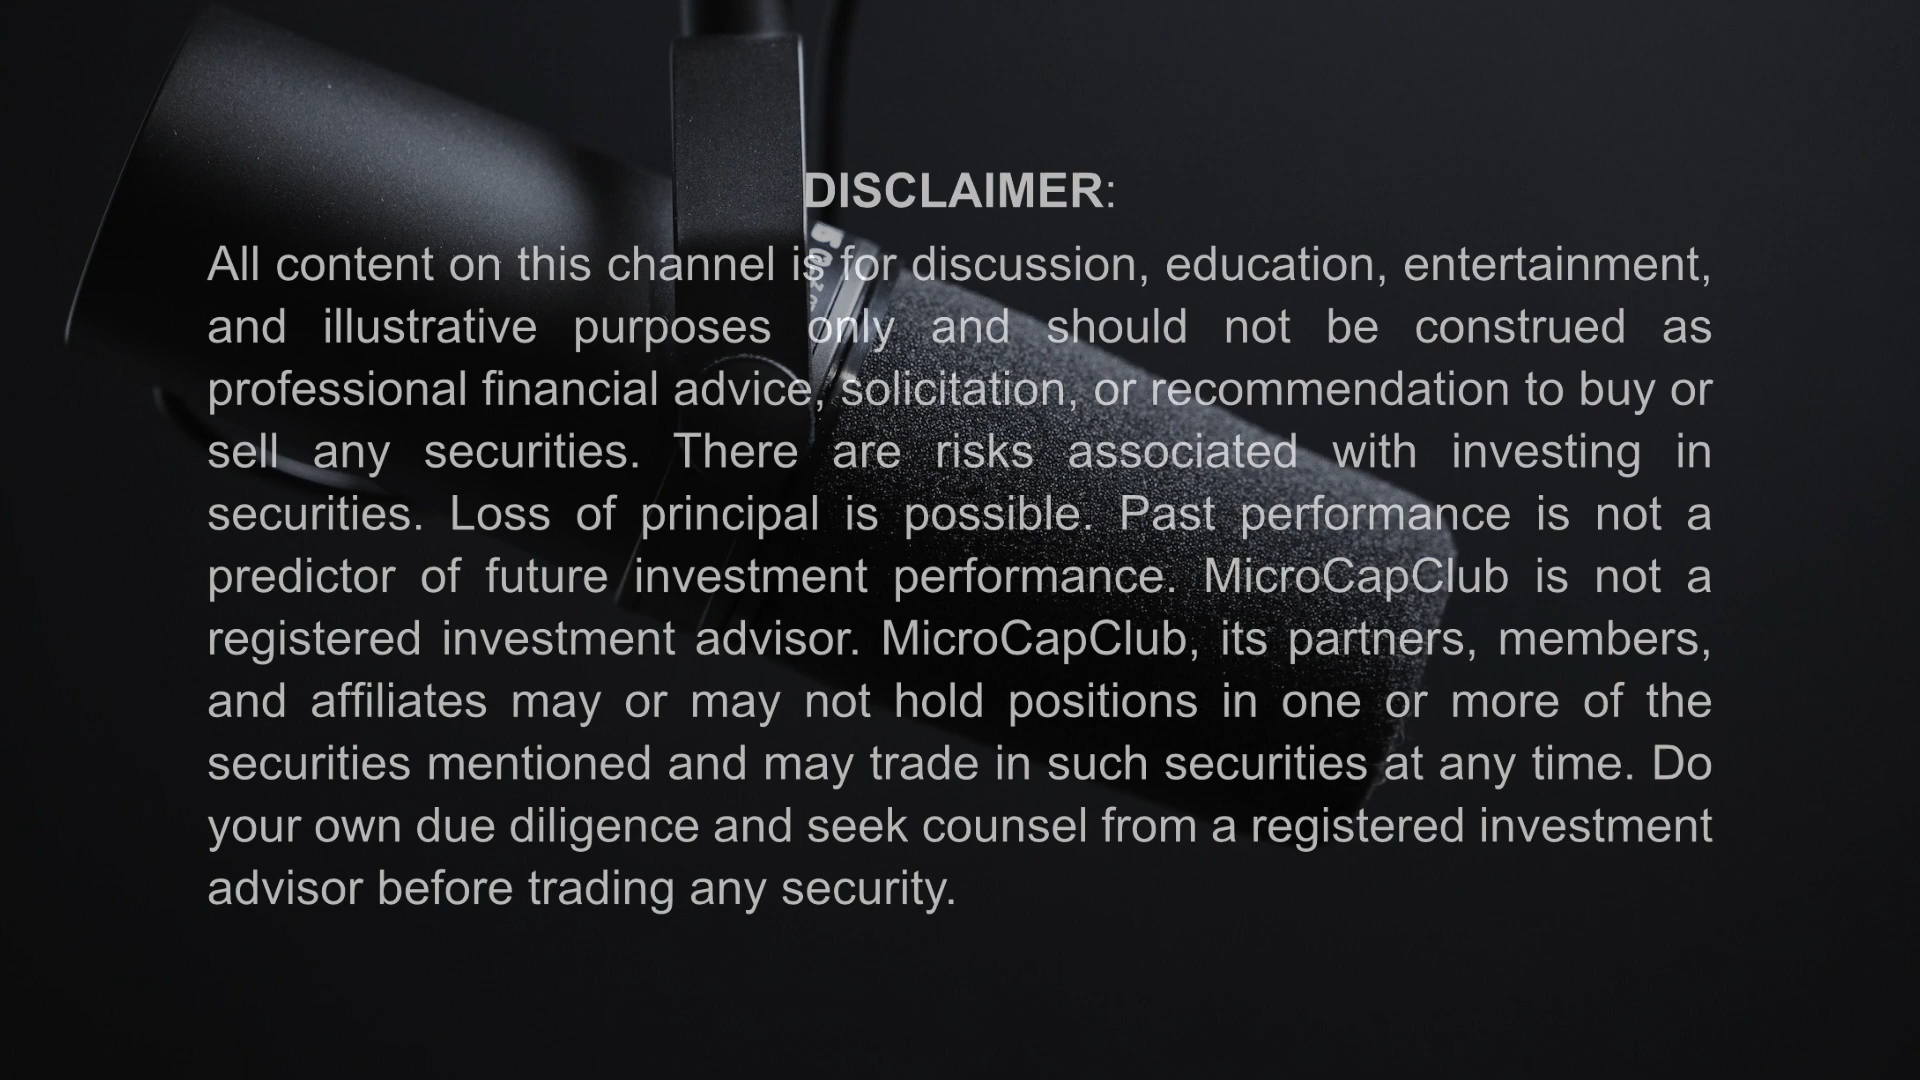 DISCLAIMER:
All content on this channel is for discussion, education, entertainment,
and illustrative purposes only and should not be construed as
professional financial advice, solicitation, or recommendation to buy or
sell any securities. There are risks associated with investing in
securities. Loss of principal is possible. Past performance is not a
predictor of future investment performance. MicroCapClub is not a
registered investment advisor. MicroCapClub, its partners, members,
and affiliates may or may not hold positions in one or more of the
securities mentioned and may trade in such securities at any time. Do
your own due diligence and seek counsel from a registered investment
advisor before trading any security.